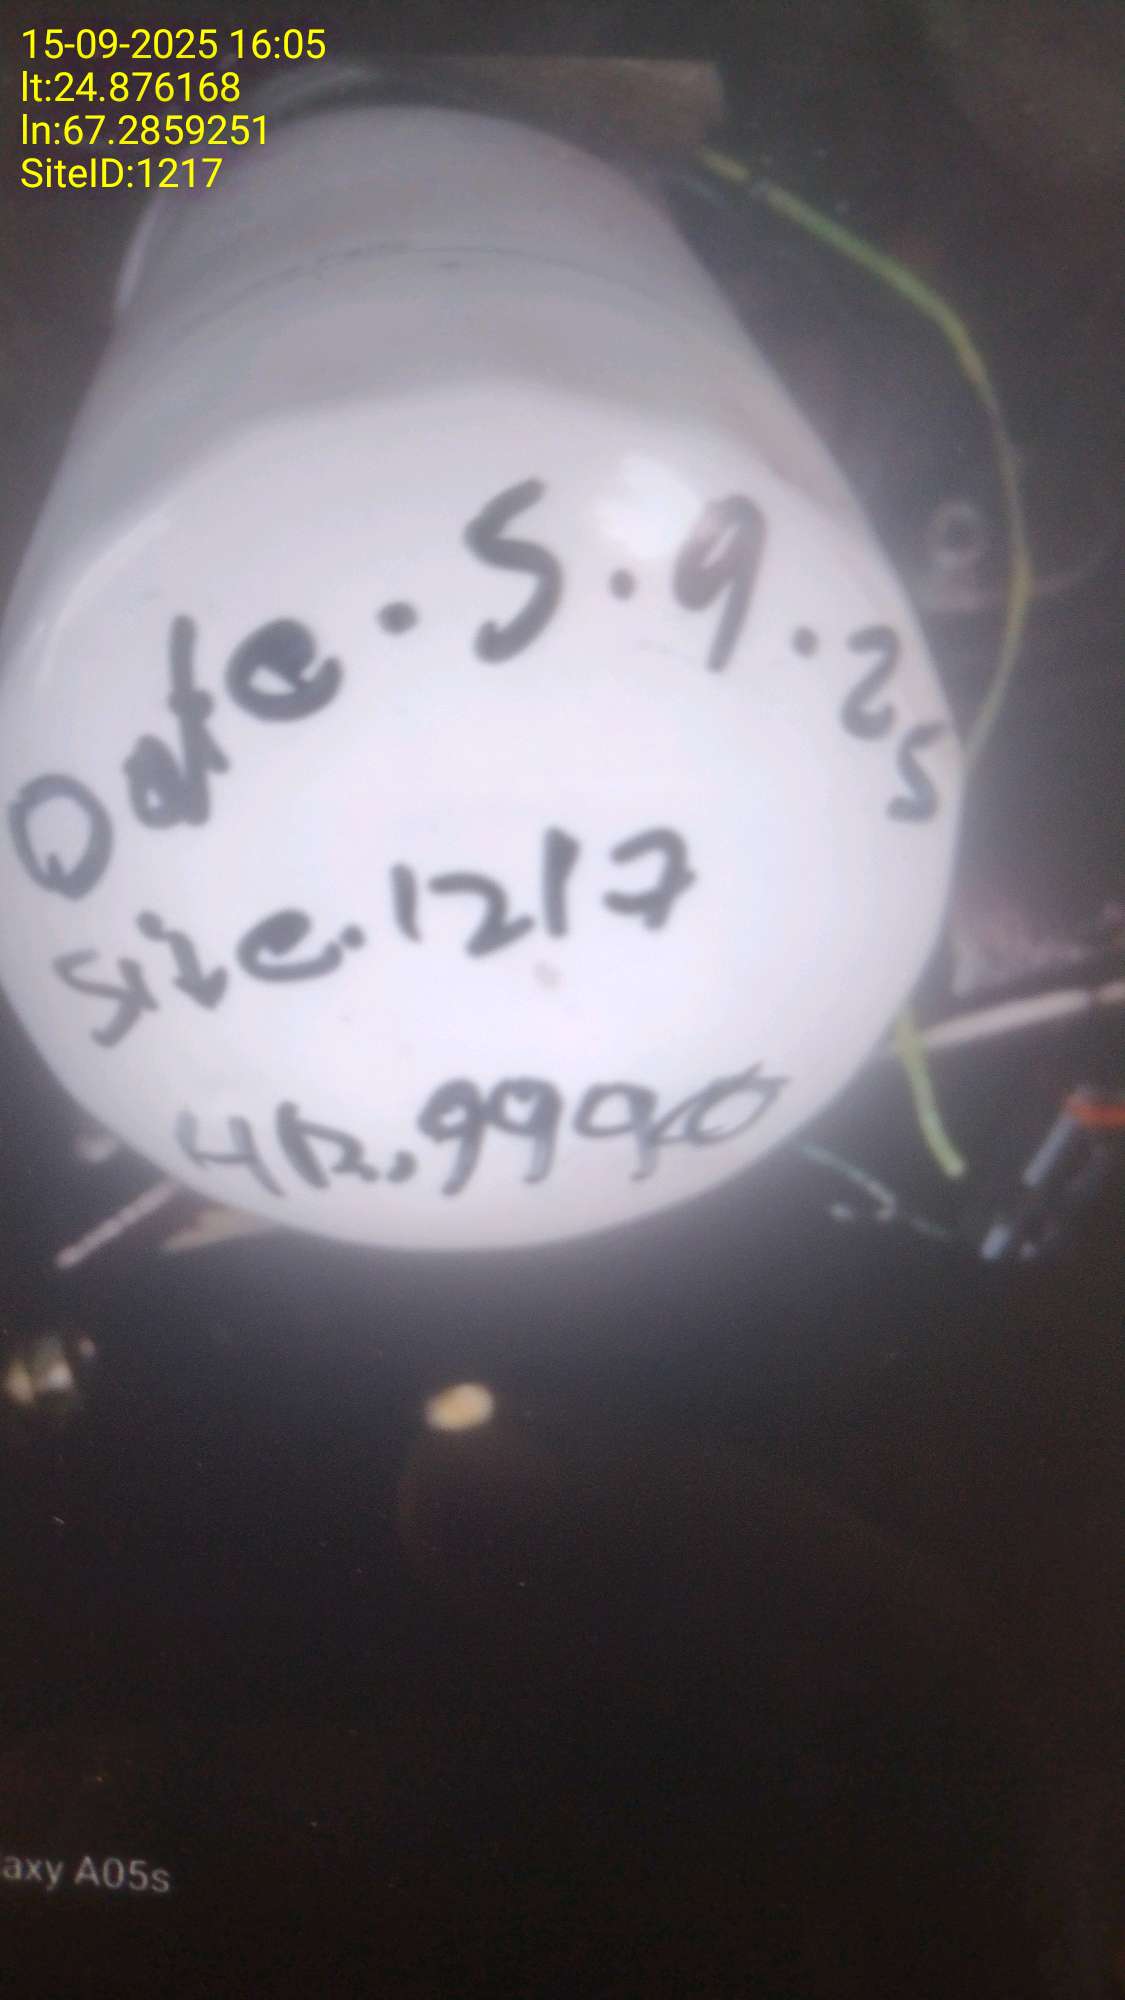 15-09-2025 16:05
lt:24.876168
ln:67.2859251
SiteID:1217
Date.5.9.25
Size.1217
HR.9990
axy A05s